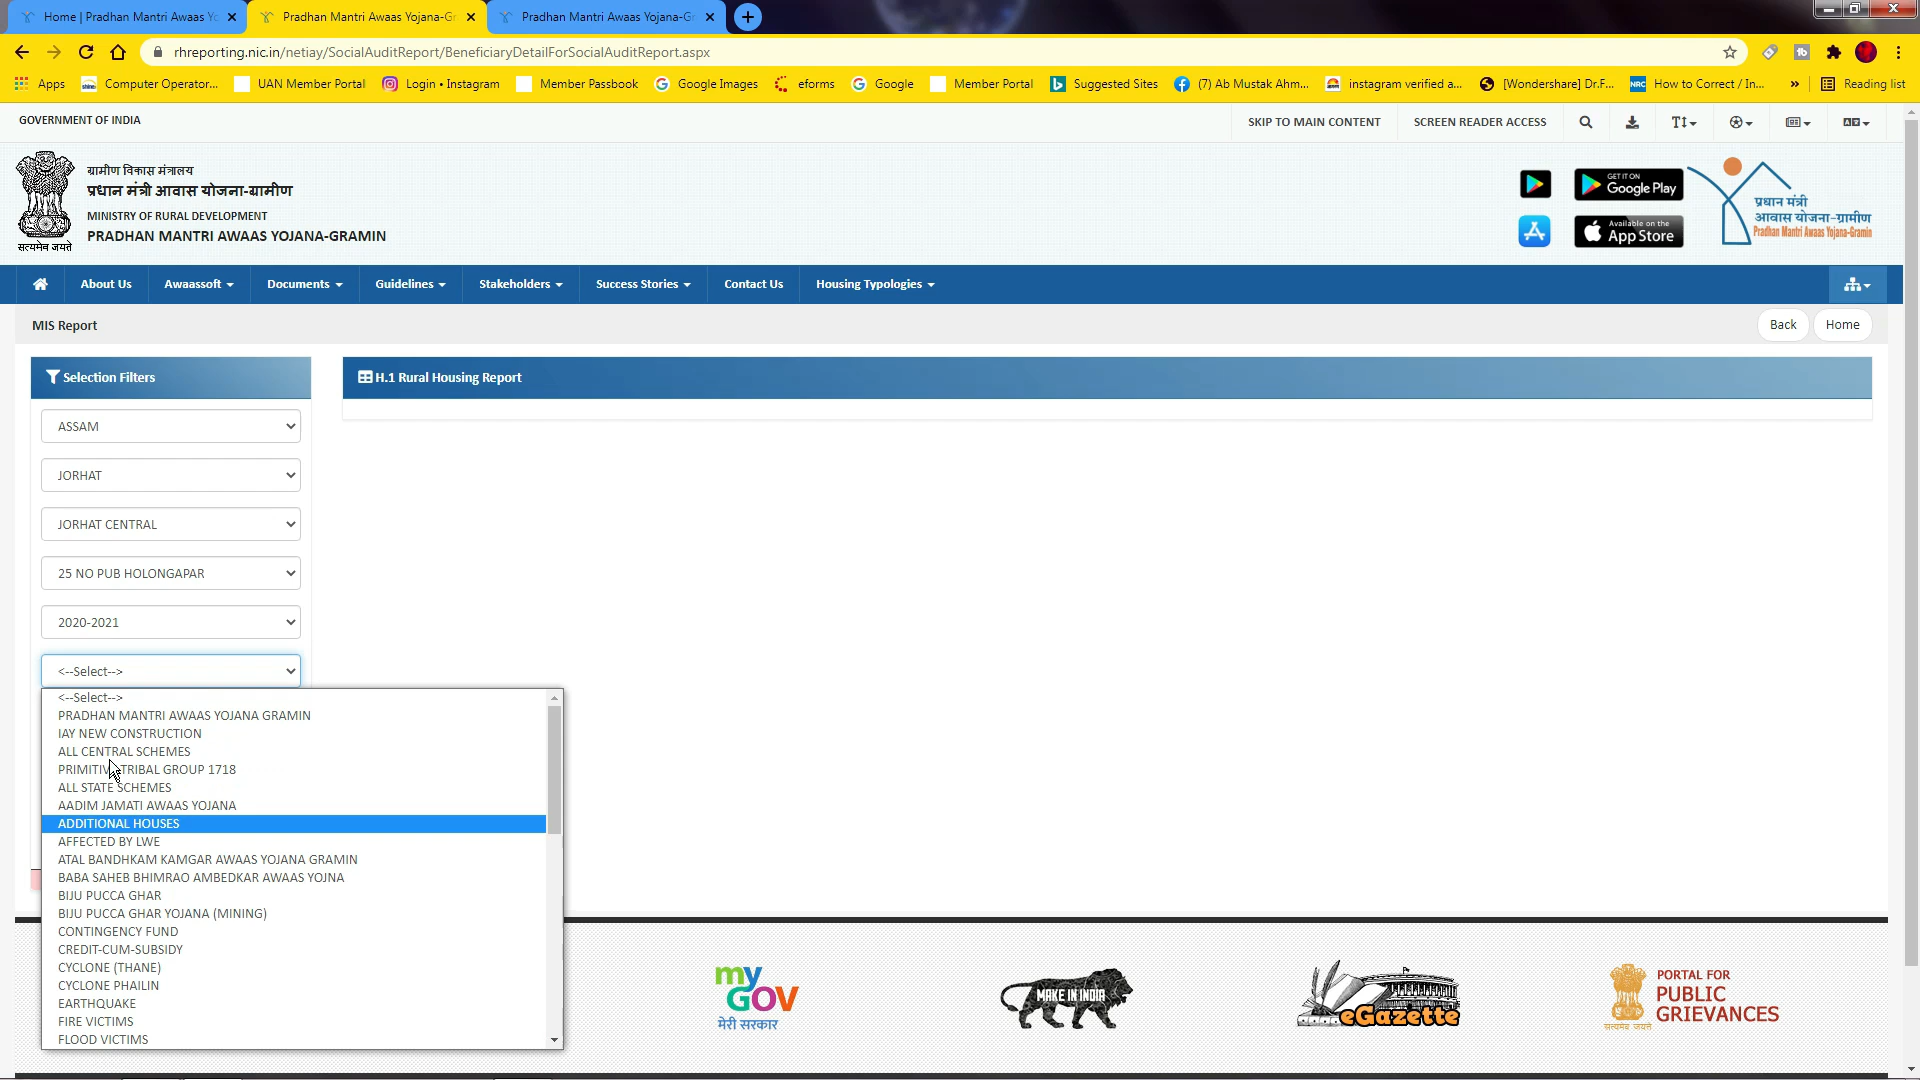 Home | Pradhan Mantri Awaas Yo
Pradhan Mantri Awaas Yojana-Gr
Pradhan Mantri Awaas Yojana-Gr
rhreporting.nic.in/netiay/SocialAuditReport/BeneficiaryDetailForSocialAuditReport.aspx
Apps
Computer Operator...
UAN Member Portal
Login • Instagram
Member Passbook
Google Images
eforms
Google
Member Portal
Suggested Sites
(7) Ab Mustak Ahm...
instagram verified a...
[Wondershare] Dr.F...
NRC
How to Correct / In...
»
Reading list
GOVERNMENT OF INDIA
SKIP TO MAIN CONTENT
SCREEN READER ACCESS
ग्रामीण विकास मंत्रालय
प्रधान मंत्री आवास योजना-ग्रामीण
MINISTRY OF RURAL DEVELOPMENT
PRADHAN MANTRI AWAAS YOJANA-GRAMIN
सत्यमेव जयते
GET IT ON
Google Play
Available on the
App Store
प्रधान मंत्री
आवास योजना-ग्रामीण
Pradhan Mantri Awaas Yojana-Gramin
About Us
Awaassoft
Documents
Guidelines
Stakeholders
Success Stories
Contact Us
Housing Typologies
MIS Report
Back
Home
Selection Filters
H.1 Rural Housing Report
ASSAM
JORHAT
JORHAT CENTRAL
25 NO PUB HOLONGAPAR
2020-2021
<--Select-->
<--Select-->
PRADHAN MANTRI AWAAS YOJANA GRAMIN
IAY NEW CONSTRUCTION
ALL CENTRAL SCHEMES
PRIMITIVE TRIBAL GROUP 1718
ALL STATE SCHEMES
AADIM JAMATI AWAAS YOJANA
ADDITIONAL HOUSES
AFFECTED BY LWE
ATAL BANDHKAM KAMGAR AWAAS YOJANA GRAMIN
BABA SAHEB BHIMRAO AMBEDKAR AWAAS YOJNA
BIJU PUCCA GHAR
BIJU PUCCA GHAR YOJANA (MINING)
CONTINGENCY FUND
CREDIT-CUM-SUBSIDY
CYCLONE (THANE)
CYCLONE PHAILIN
EARTHQUAKE
FIRE VICTIMS
FLOOD VICTIMS
my
GOV
मेरी सरकार
MAKE IN INDIA
eGazette
सत्यमेव जयते
PORTAL FOR
PUBLIC
GRIEVANCES